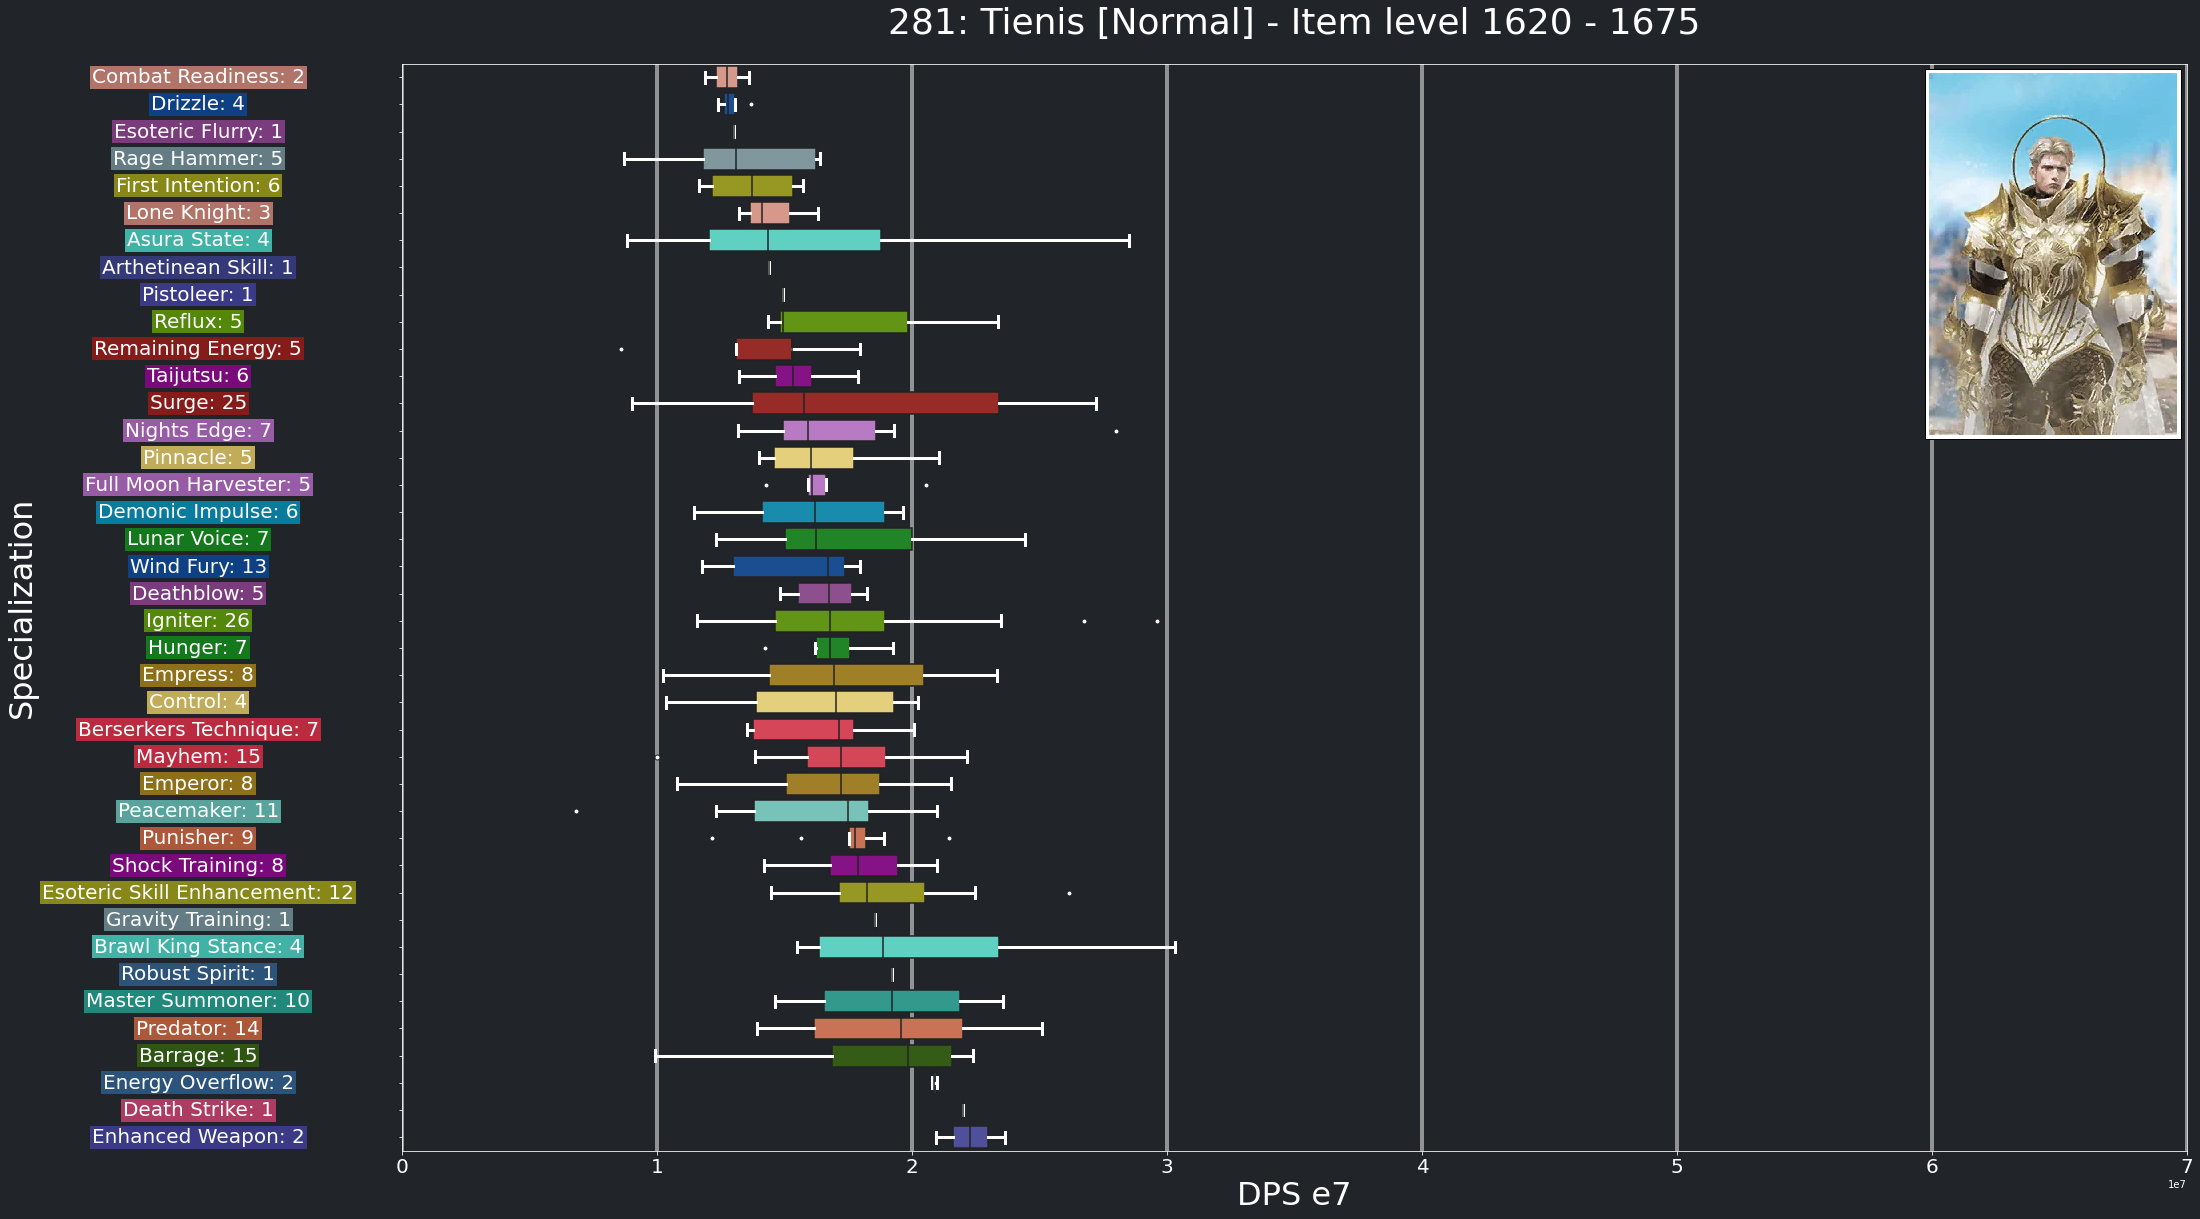 281: Tienis [Normal] - Item level 1620 - 1675
Combat Readiness: 2
Drizzle: 4
Esoteric Flurry: 1
Rage Hammer: 5
First Intention: 6
Lone Knight: 3
Asura State: 4
Arthetinean Skill: 1
Pistoleer: 1
Reflux: 5
Remaining Energy: 5
Taijutsu: 6
Surge: 25
Nights Edge: 7
Pinnacle: 5
Full Moon Harvester: 5
Demonic Impulse: 6
Lunar Voice: 7
Wind Fury: 13
Deathblow: 5
Igniter: 26
Hunger: 7
Empress: 8
Control: 4
Berserkers Technique: 7
Mayhem: 15
Emperor: 8
Peacemaker: 11
Punisher: 9
Shock Training: 8
Esoteric Skill Enhancement: 12
Gravity Training: 1
Brawl King Stance: 4
Robust Spirit: 1
Master Summoner: 10
Predator: 14
Barrage: 15
Energy Overflow: 2
Death Strike: 1
Enhanced Weapon: 2
Specialization
0 1 2 3 4 5 6 7
DPS e7
1e7